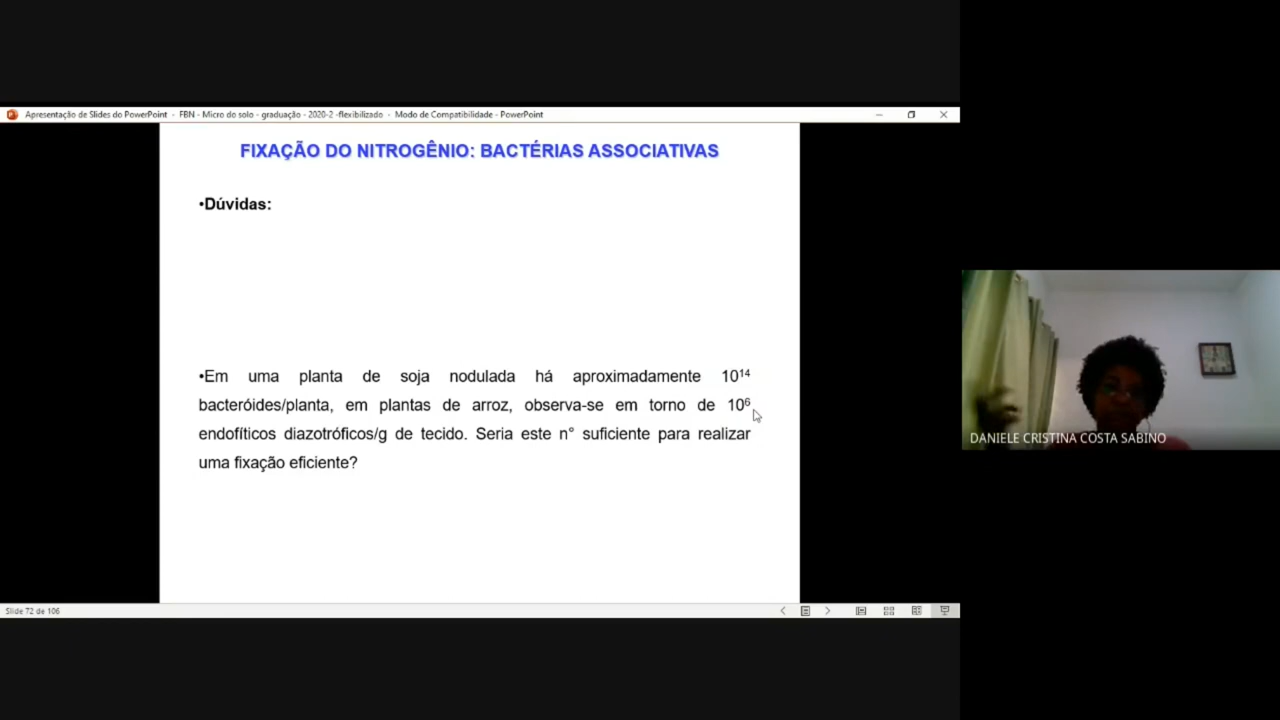 Apresentação de Slides do PowerPoint - FBN - Micro do solo - graduação - 2020-2 -flexibilizado - Modo de Compatibilidade - PowerPoint
FIXAÇÃO DO NITROGÊNIO: BACTÉRIAS ASSOCIATIVAS
•Dúvidas:
•Em uma planta de soja nodulada há aproximadamente 10¹⁴
bacteróides/planta, em plantas de arroz, observa-se em torno de 10⁶
endofíticos diazotróficos/g de tecido. Seria este n° suficiente para realizar
uma fixação eficiente?
DANIELE CRISTINA COSTA SABINO
Slide 72 de 106